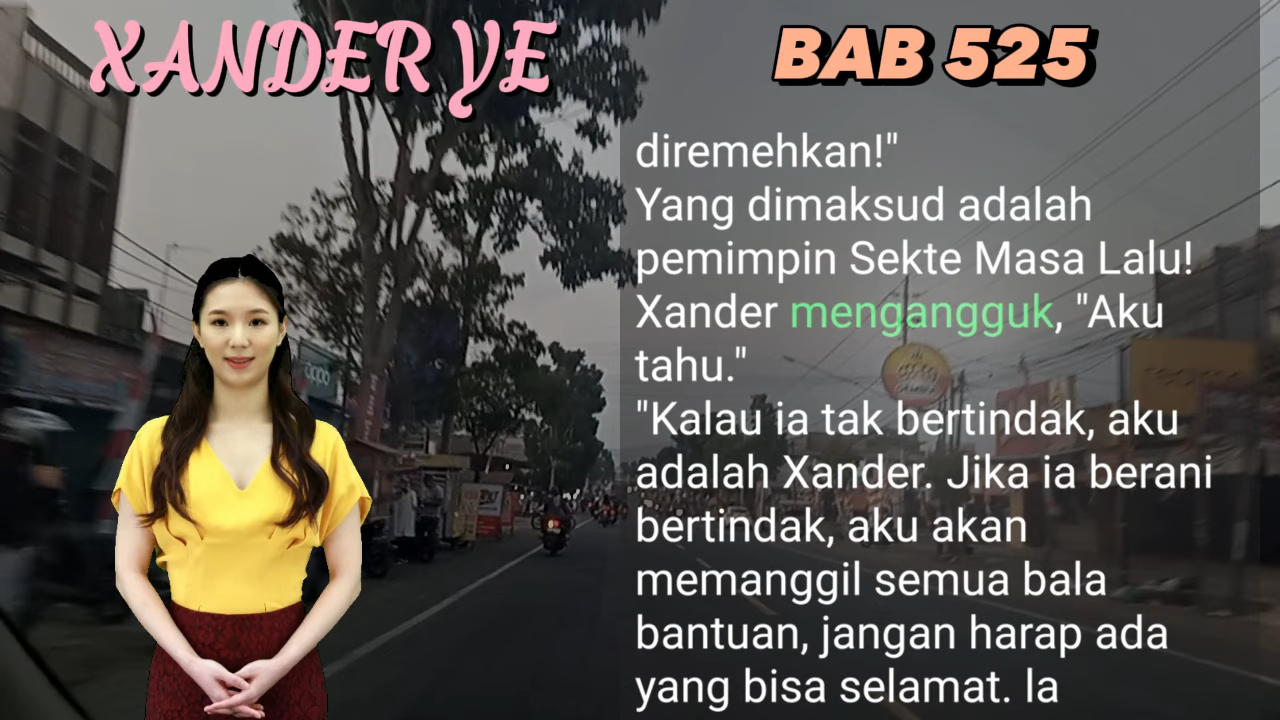 XANDER YE
BAB 525
diremehkan!"
Yang dimaksud adalah
pemimpin Sekte Masa Lalu!
Xander mengangguk, "Aku
tahu."
"Kalau ia tak bertindak, aku
adalah Xander. Jika ia berani
bertindak, aku akan
memanggil semua bala
bantuan, jangan harap ada
yang bisa selamat. Ia
oppo